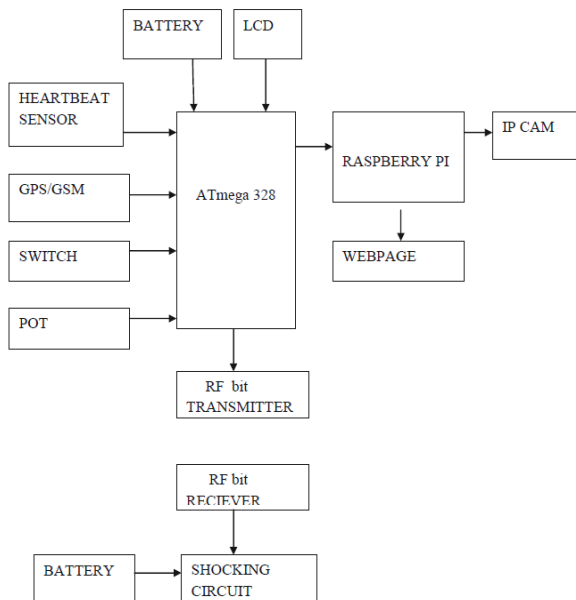 BATTERY
LCD
HEARTBEAT
SENSOR
IP CAM
RASPBERRY PI
GPS/GSM
ATmega 328
SWITCH
WEBPAGE
POT
RF bit
TRANSMITTER
RF bit
RECIEVER
BATTERY
SHOCKING
CIRCUIT